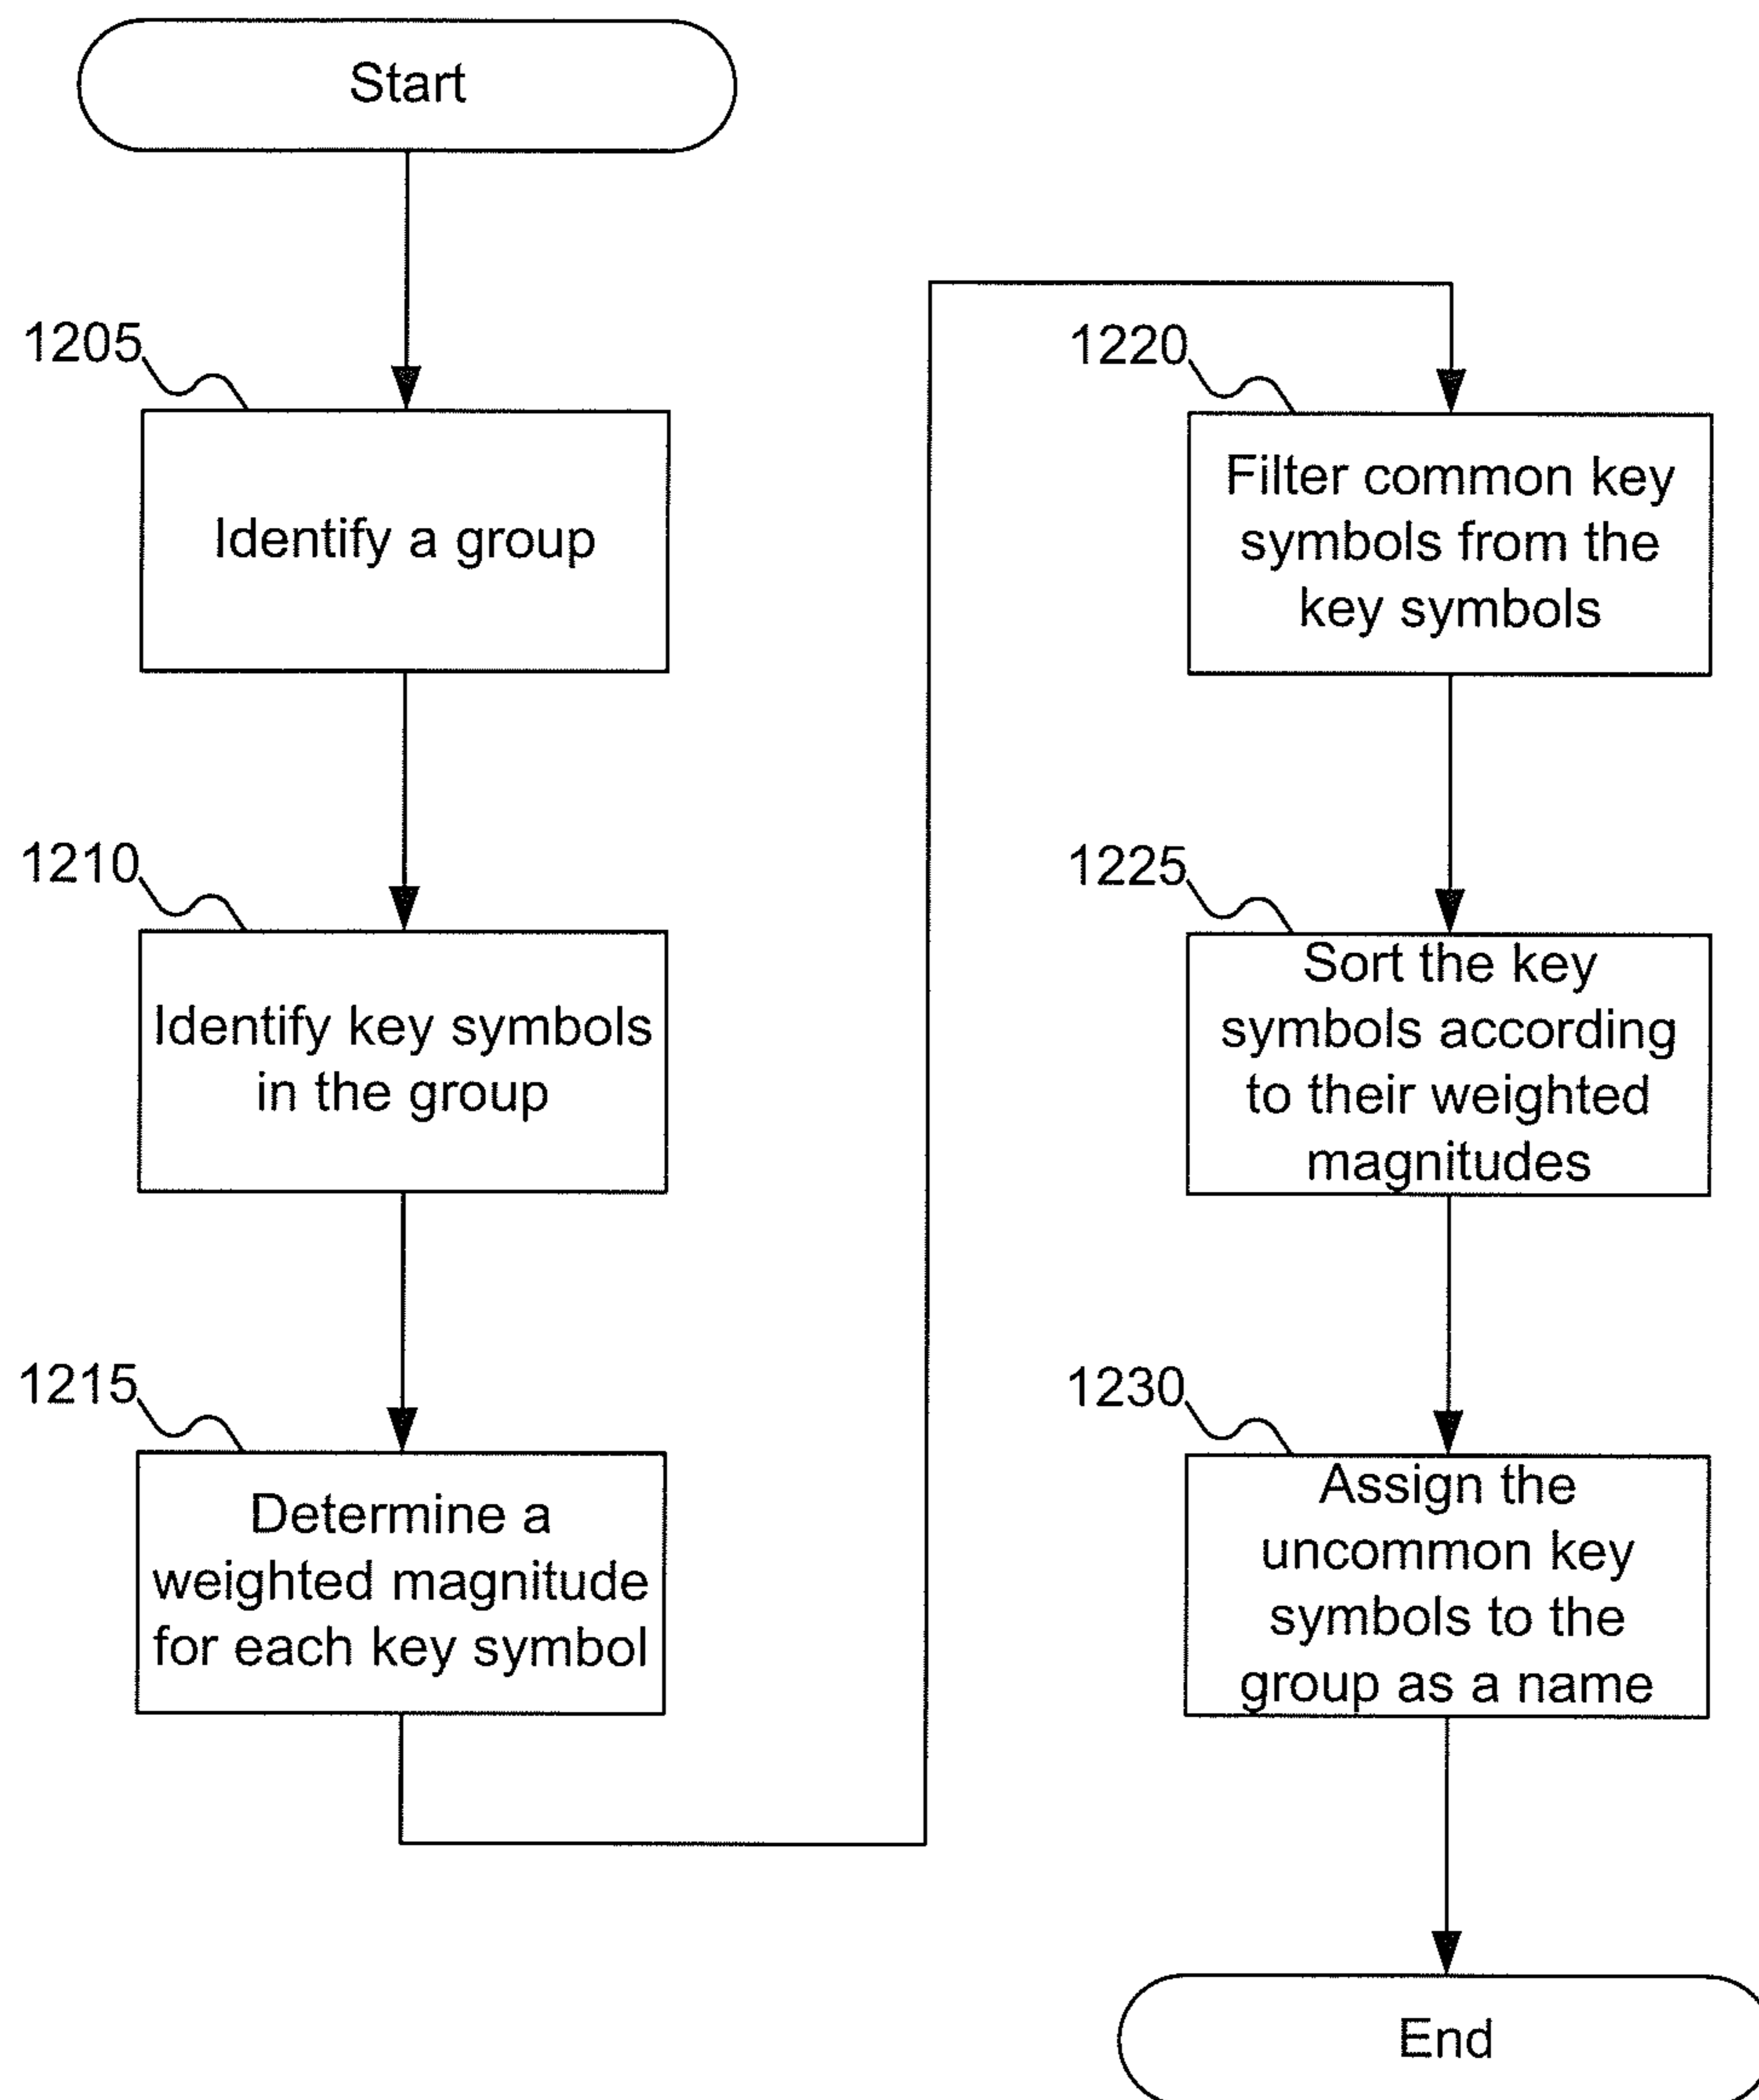 Start
1205
Identify a group
1210
Identify key symbols
in the group
1215
Determine a
weighted magnitude
for each key symbol
1220
Filter common key
symbols from the
key symbols
1225
Sort the key
symbols according
to their weighted
magnitudes
1230
Assign the
uncommon key
symbols to the
group as a name
End